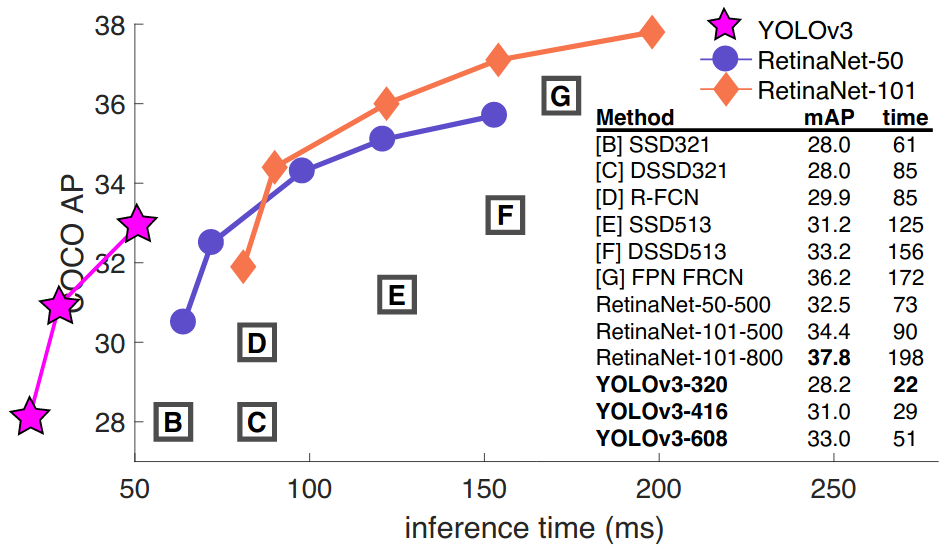 38
36
34
32
30
28
COCO AP
50
100
150
200
250
inference time (ms)
B
C
D
E
F
G
YOLOv3
RetinaNet-50
RetinaNet-101
Method mAP time
[B] SSD321 28.0 61
[C] DSSD321 28.0 85
[D] R-FCN 29.9 85
[E] SSD513 31.2 125
[F] DSSD513 33.2 156
[G] FPN FRCN 36.2 172
RetinaNet-50-500 32.5 73
RetinaNet-101-500 34.4 90
RetinaNet-101-800 37.8 198
YOLOv3-320 28.2 22
YOLOv3-416 31.0 29
YOLOv3-608 33.0 51